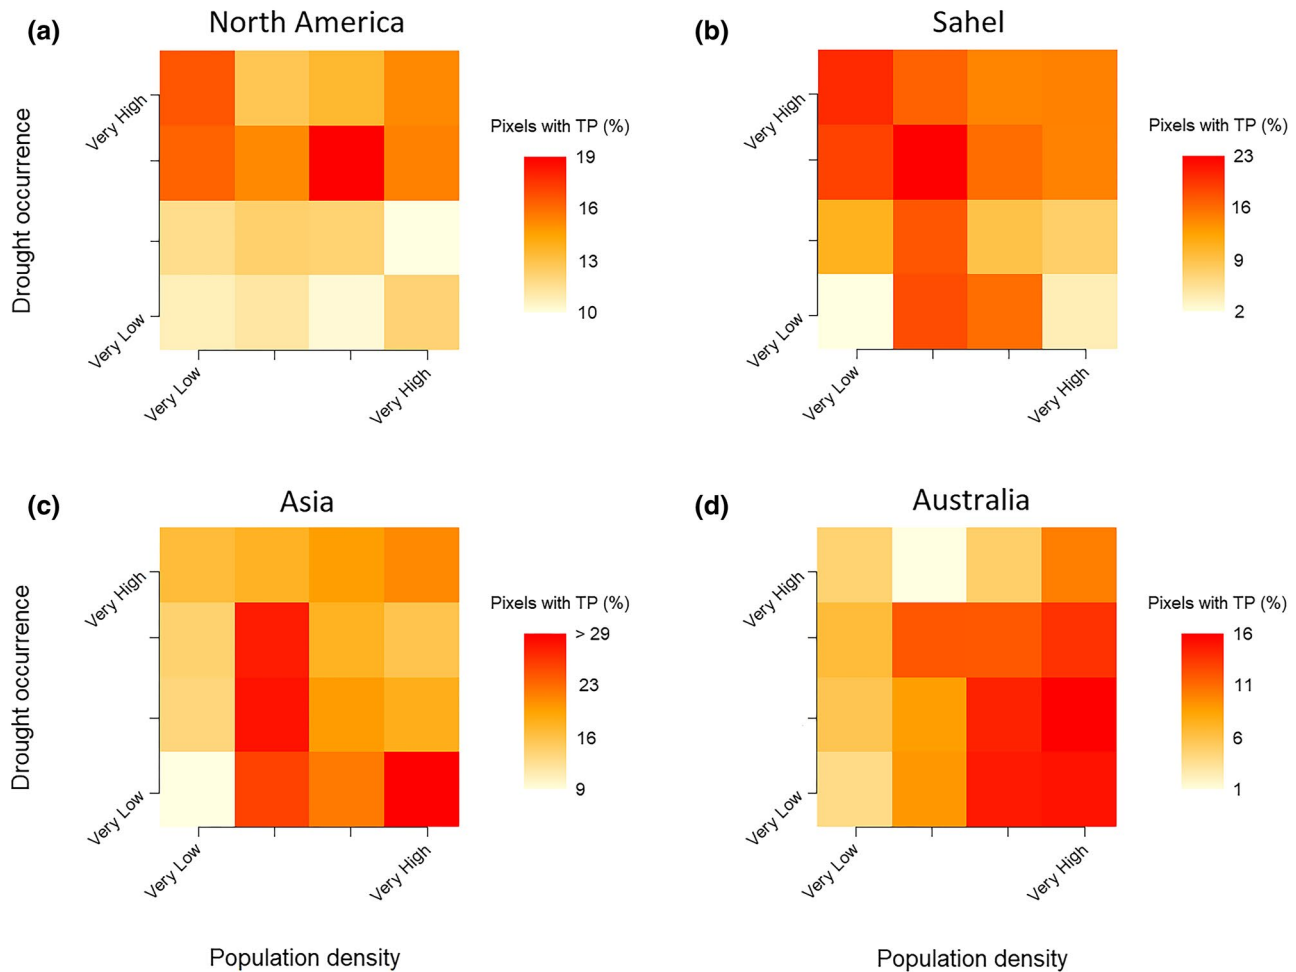 (a)
North America
Drought occurrence
Very High
Very Low
Very Low
Very High
Pixels with TP (%)
19
16
13
10
(b)
Sahel
Very High
Very Low
Very Low
Very High
Pixels with TP (%)
23
16
9
2
(c)
Asia
Drought occurrence
Very High
Very Low
Very Low
Very High
Pixels with TP (%)
> 29
23
16
9
Population density
(d)
Australia
Very High
Very Low
Very Low
Very High
Pixels with TP (%)
16
11
6
1
Population density